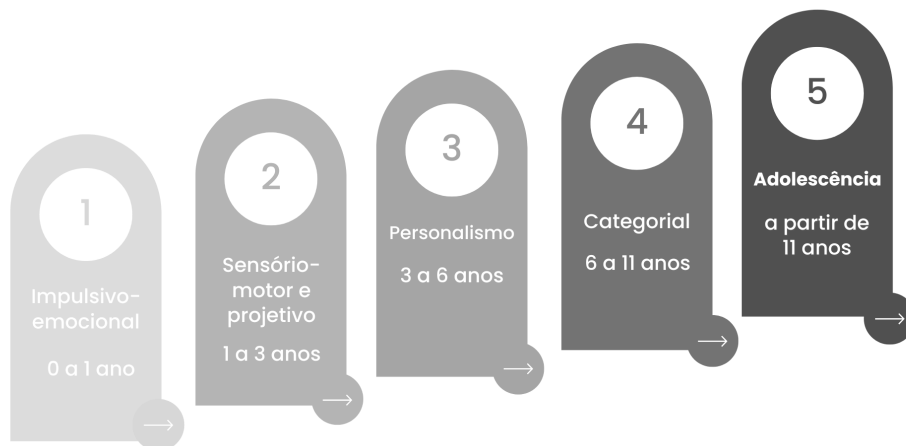 1
Impulsivo-
emocional
0 a 1 ano
2
Sensório-
motor e
projetivo
1 a 3 anos
3
Personalismo
3 a 6 anos
4
Categorial
6 a 11 anos
5
Adolescência
a partir de
11 anos